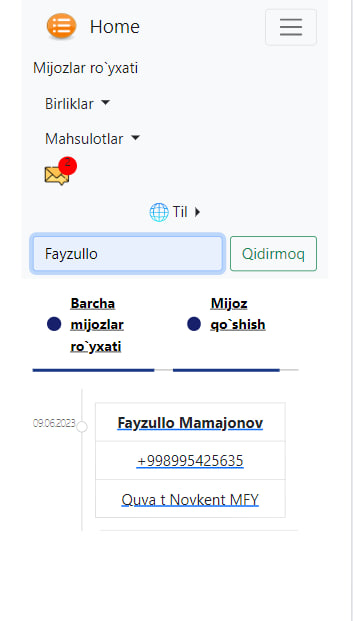 Home
Mijozlar ro`yxati
Birliklar
Mahsulotlar
Til
Fayzullo
Qidirmoq
Barcha
mijozlar
ro`yxati
Mijoz
qo`shish
09.06.2023
Fayzullo Mamajonov
+998995425635
Quva t Novkent MFY